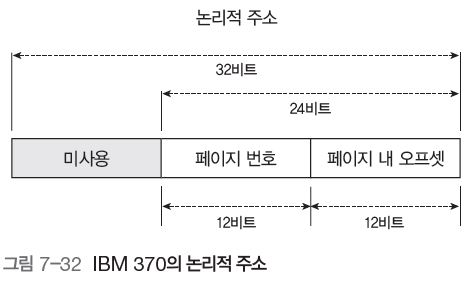 논리적 주소
32비트
24비트
미사용 페이지 번호 페이지 내 오프셋
12비트 12비트
그림 7-32 IBM 370의 논리적 주소